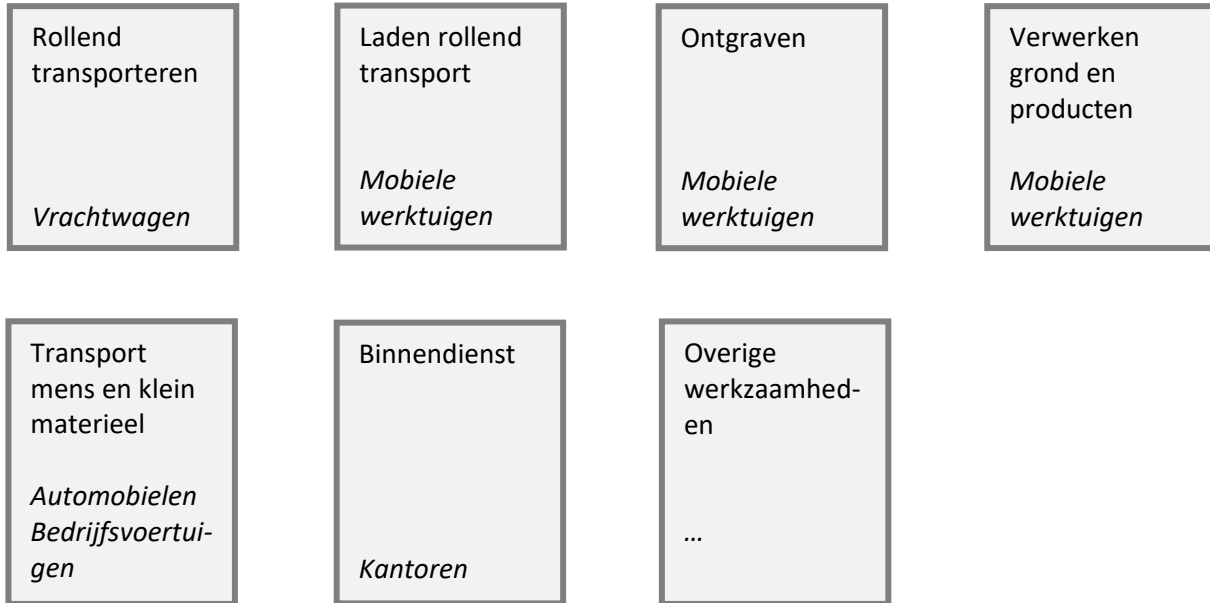 Rollend
transporteren
Vrachtwagen
Laden rollend
transport
Mobiele
werktuigen
Ontgraven
Mobiele
werktuigen
Verwerken
grond en
producten
Mobiele
werktuigen
Transport
mens en klein
materieel
Automobielen
Bedrijfsvoertui-
gen
Binnendienst
Kantoren
Overige
werkzaamhed-
en
…